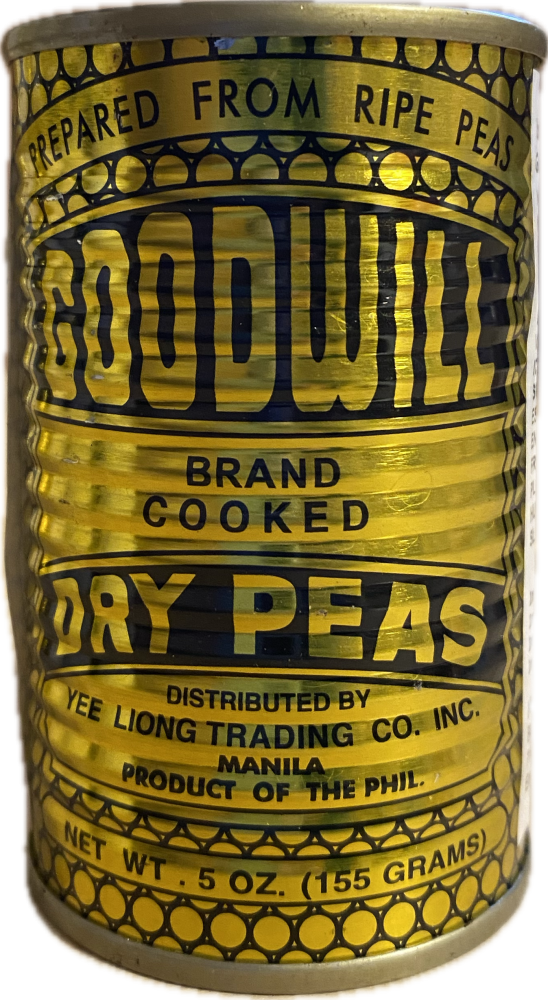 PREPARED FROM RIPE PEAS
GOODWILL
BRAND
COOKED
DRY PEAS
DISTRIBUTED BY
YEE LIONG TRADING CO. INC.
MANILA
PRODUCT OF THE PHIL.
NET WT . 5 OZ. (155 GRAMS)